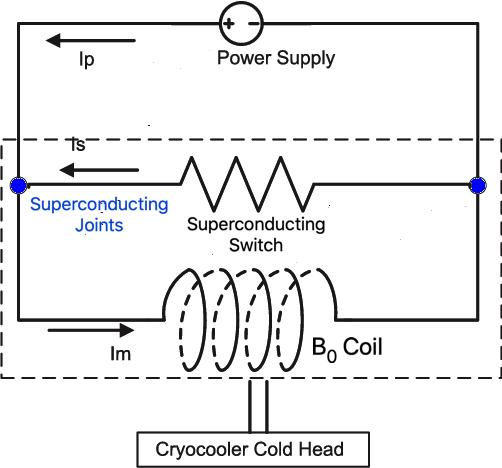 + -
Power Supply
Ip
Is
Superconducting
Joints
Superconducting
Switch
Im
B₀ Coil
Cryocooler Cold Head